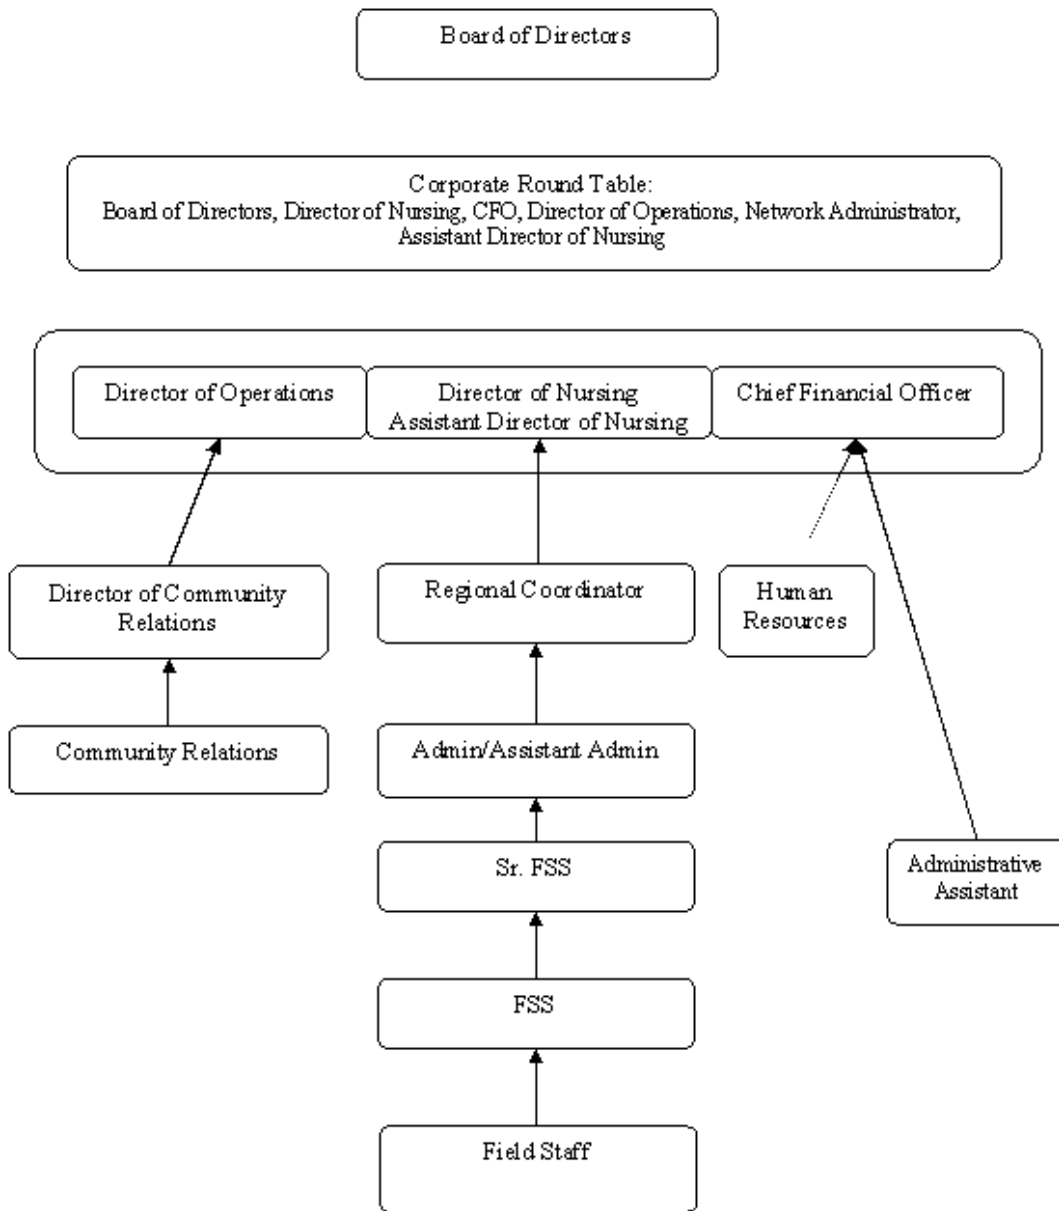 Board of Directors
Corporate Round Table:
Board of Directors, Director of Nursing, CFO, Director of Operations, Network Administrator,
Assistant Director of Nursing
Director of Operations
Director of Nursing
Assistant Director of Nursing
Chief Financial Officer
Director of Community
Relations
Regional Coordinator
Human
Resources
Community Relations
Admin/Assistant Admin
Sr. FSS
Administrative
Assistant
FSS
Field Staff